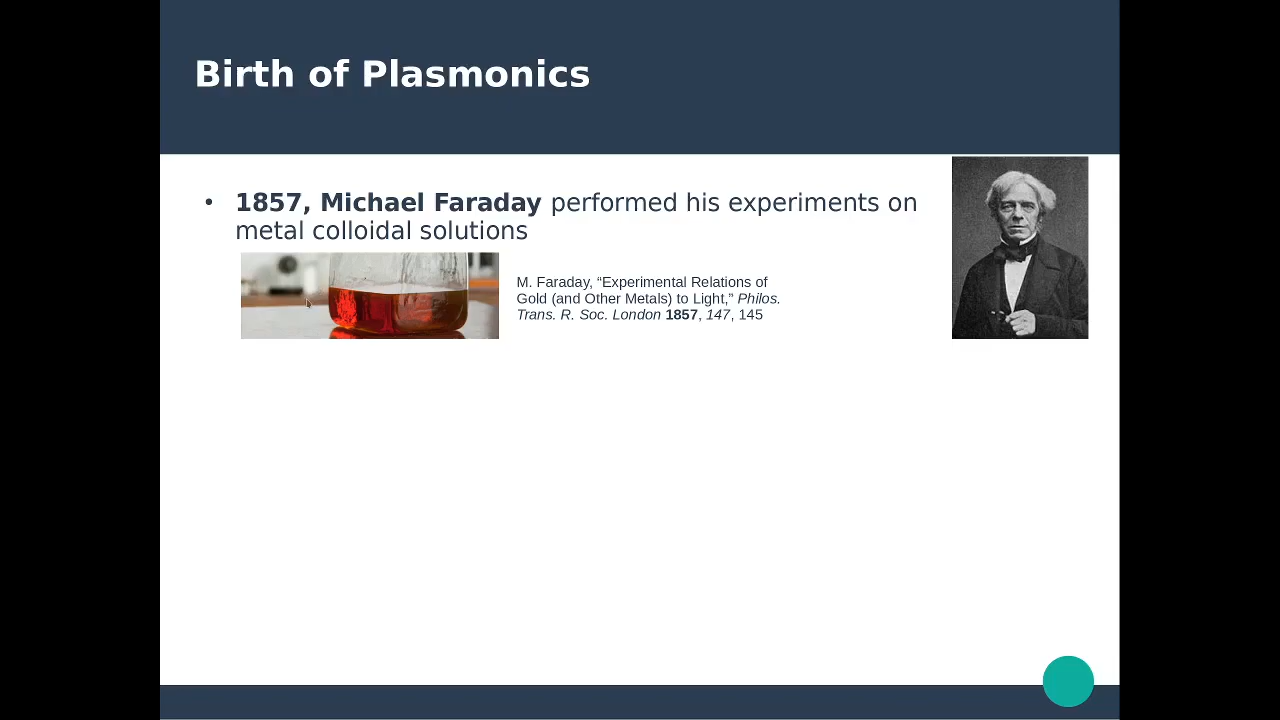 Birth of Plasmonics
• 1857, Michael Faraday performed his experiments on
metal colloidal solutions
M. Faraday, “Experimental Relations of
Gold (and Other Metals) to Light,” Philos.
Trans. R. Soc. London 1857, 147, 145